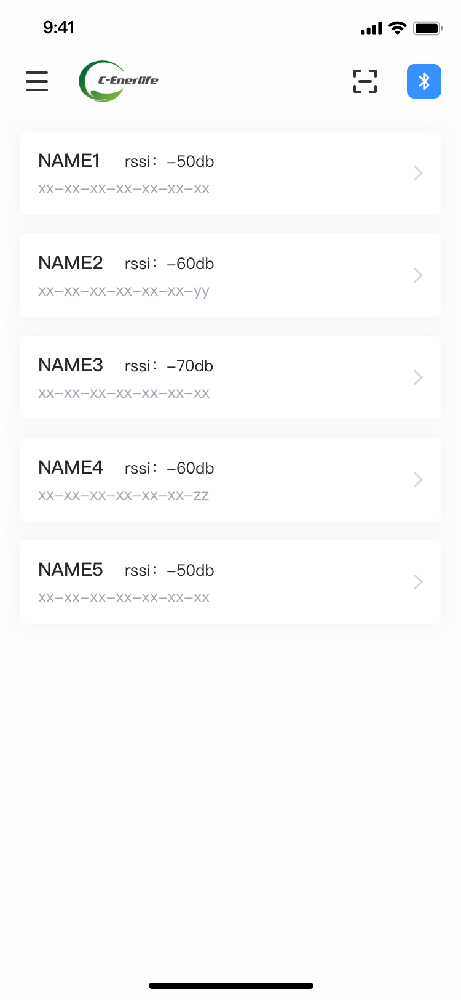 9:41
C-Enerlife
NAME1 rssi：-50db
xx-xx-xx-xx-xx-xx-xx
NAME2 rssi：-60db
xx-xx-xx-xx-xx-xx-yy
NAME3 rssi：-70db
xx-xx-xx-xx-xx-xx-xx
NAME4 rssi：-60db
xx-xx-xx-xx-xx-xx-zz
NAME5 rssi：-50db
xx-xx-xx-xx-xx-xx-xx